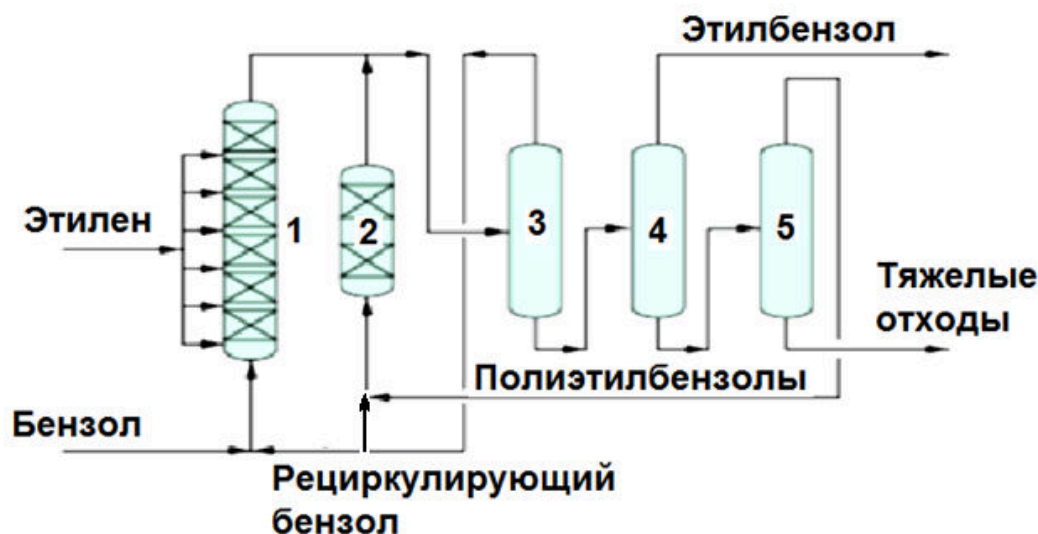 Этилбензол
Этилен
1
2
3
4
5
Тяжелые
отходы
Полиэтилбензолы
Бензол
Рециркулирующий
бензол